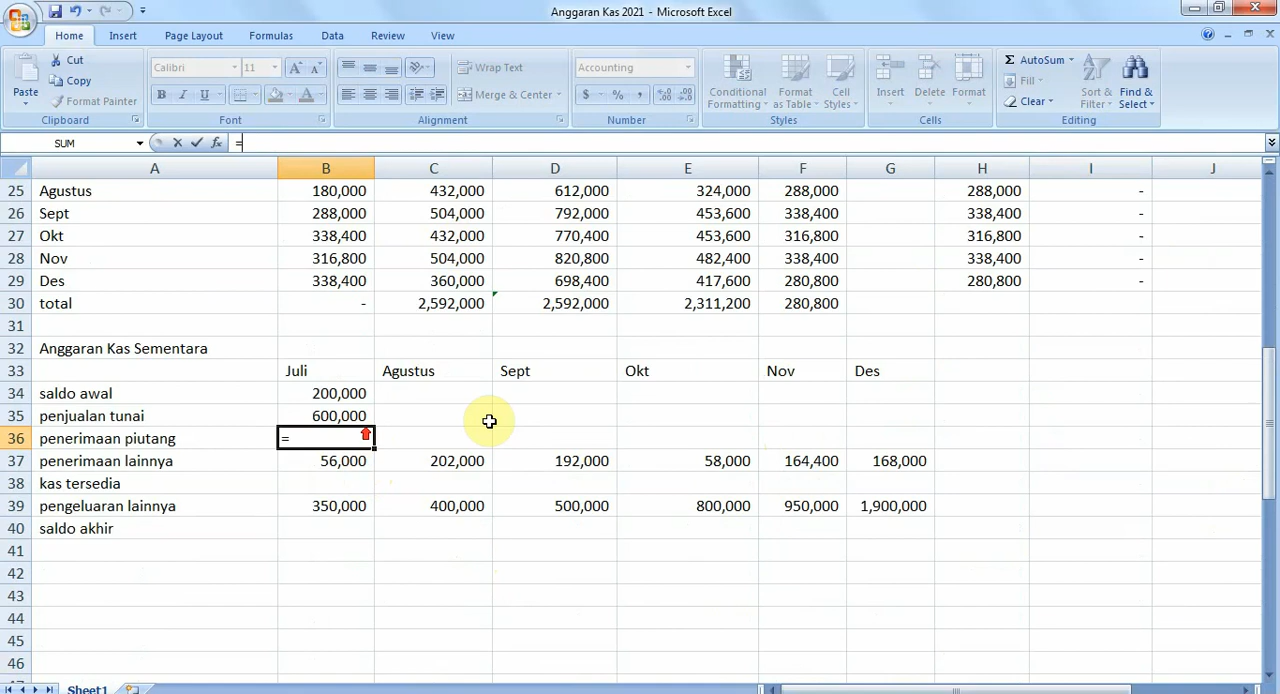 Anggaran Kas 2021 - Microsoft Excel
Home Insert Page Layout Formulas Data Review View
Cut
Copy
Format Painter
Paste
Clipboard
Calibri 11
B I U
Font
Wrap Text
Merge & Center
Alignment
Accounting
$ % ,
Number
Conditional Formatting
Format as Table
Cell Styles
Styles
Insert Delete Format
Cells
Σ AutoSum
Fill
Clear
Sort & Filter
Find & Select
Editing
SUM fx =
A B C D E F G H I J
25 Agustus 180,000 432,000 612,000 324,000 288,000 288,000 -
26 Sept 288,000 504,000 792,000 453,600 338,400 338,400 -
27 Okt 338,400 432,000 770,400 453,600 316,800 316,800 -
28 Nov 316,800 504,000 820,800 482,400 338,400 338,400 -
29 Des 338,400 360,000 698,400 417,600 280,800 280,800 -
30 total - 2,592,000 2,592,000 2,311,200 280,800
31
32 Anggaran Kas Sementara
33 Juli Agustus Sept Okt Nov Des
34 saldo awal 200,000
35 penjualan tunai 600,000
36 penerimaan piutang =
37 penerimaan lainnya 56,000 202,000 192,000 58,000 164,400 168,000
38 kas tersedia
39 pengeluaran lainnya 350,000 400,000 500,000 800,000 950,000 1,900,000
40 saldo akhir
41
42
43
44
45
46
Sheet1